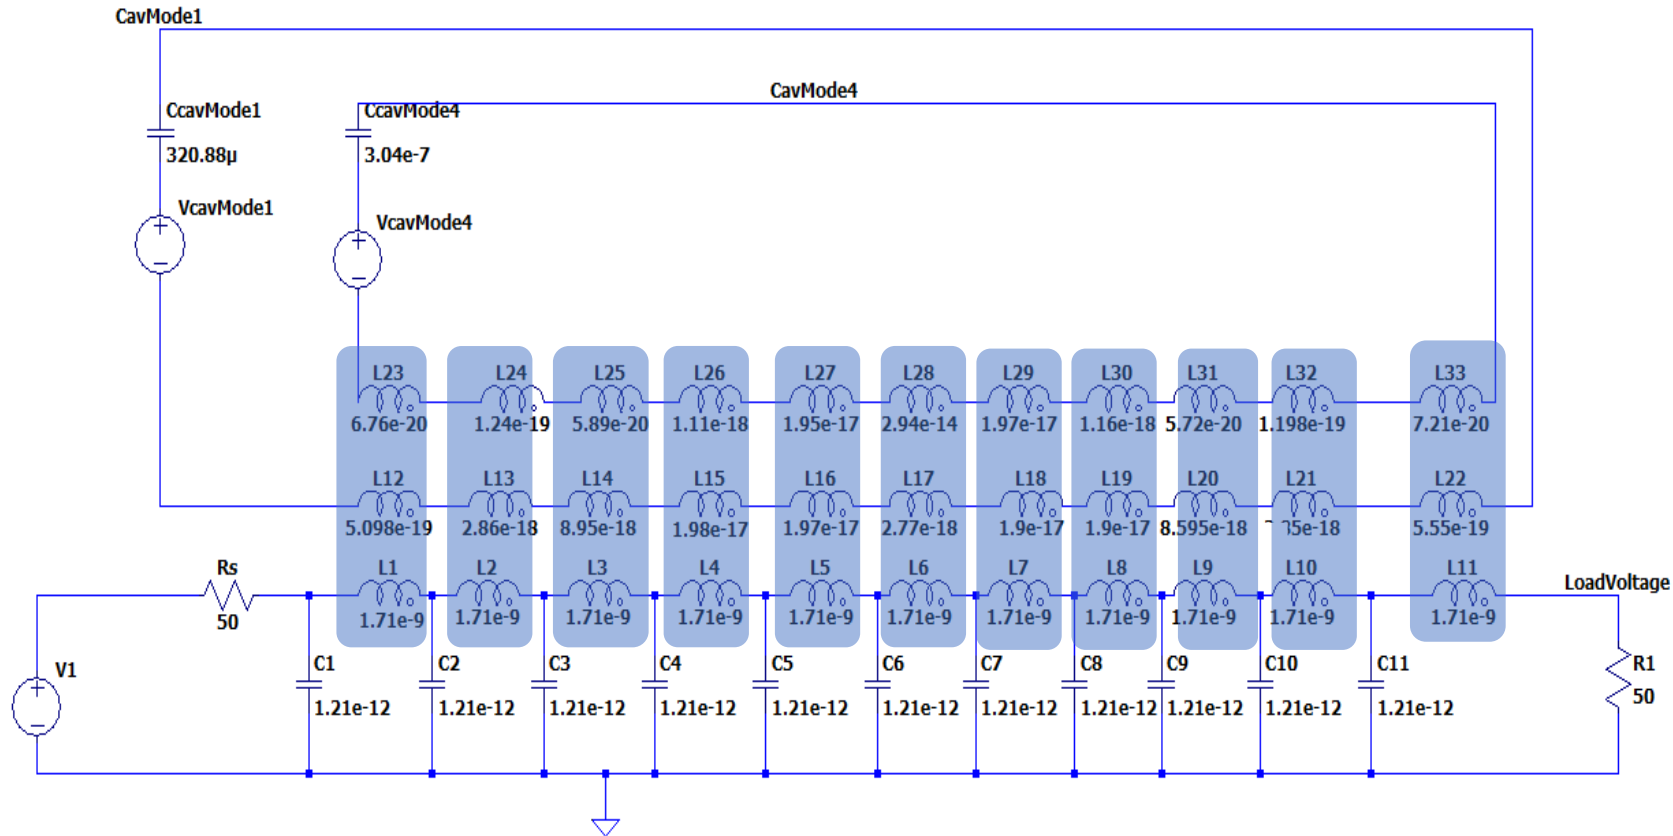 CavMode1
CavMode4
CcavMode1
CcavMode4
320.88µ
3.04e-7
VcavMode1
VcavMode4
L23 L24 L25 L26 L27 L28 L29 L30 L31 L32 L33
6.76e-20 1.24e-19 5.89e-20 1.11e-18 1.95e-17 2.94e-14 1.97e-17 1.16e-18 5.72e-20 1.198e-19 7.21e-20
L12 L13 L14 L15 L16 L17 L18 L19 L20 L21 L22
5.098e-19 2.86e-18 8.95e-18 1.98e-17 1.97e-17 2.77e-18 1.9e-17 1.9e-17 8.595e-18 5.55e-19
Rs L1 L2 L3 L4 L5 L6 L7 L8 L9 L10 L11 LoadVoltage
50 1.71e-9 1.71e-9 1.71e-9 1.71e-9 1.71e-9 1.71e-9 1.71e-9 1.71e-9 1.71e-9 1.71e-9 1.71e-9
V1 C1 C2 C3 C4 C5 C6 C7 C8 C9 C10 C11 R1
1.21e-12 1.21e-12 1.21e-12 1.21e-12 1.21e-12 1.21e-12 1.21e-12 1.21e-12 1.21e-12 1.21e-12 1.21e-12 50